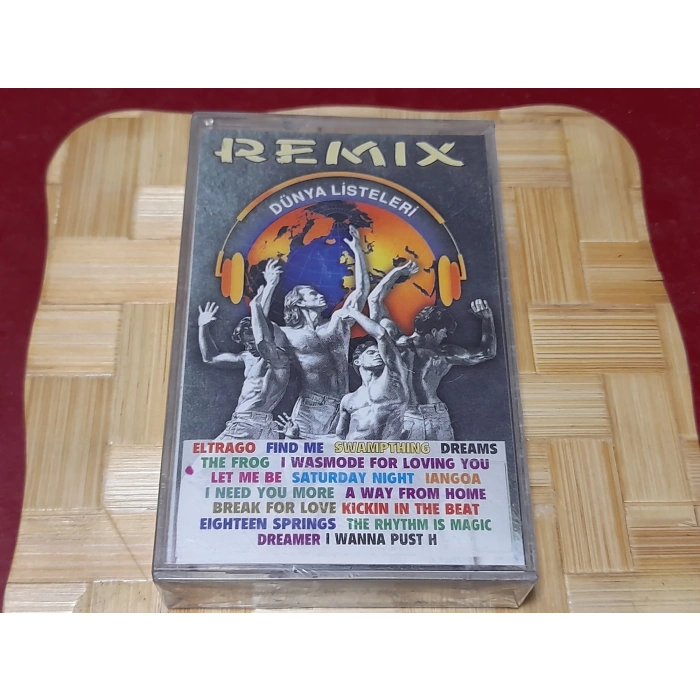 REMIX
DÜNYA LİSTELERİ
ELTRAGO FIND ME SWAMPTHING DREAMS
THE FROG I WASMODE FOR LOVING YOU
LET ME BE SATURDAY NIGHT IANGOA
I NEED YOU MORE A WAY FROM HOME
BREAK FOR LOVE KICKIN IN THE BEAT
EIGHTEEN SPRINGS THE RHYTHM IS MAGIC
DREAMER I WANNA PUST H